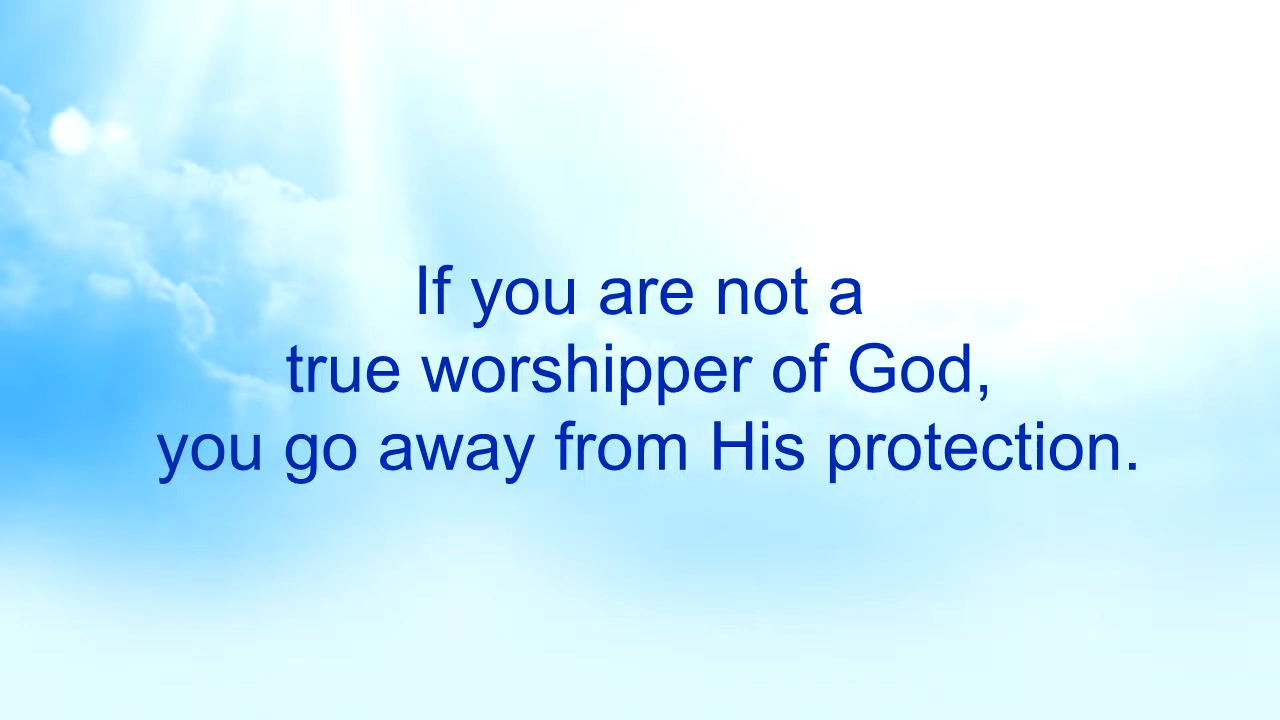 If you are not a
true worshipper of God,
you go away from His protection.